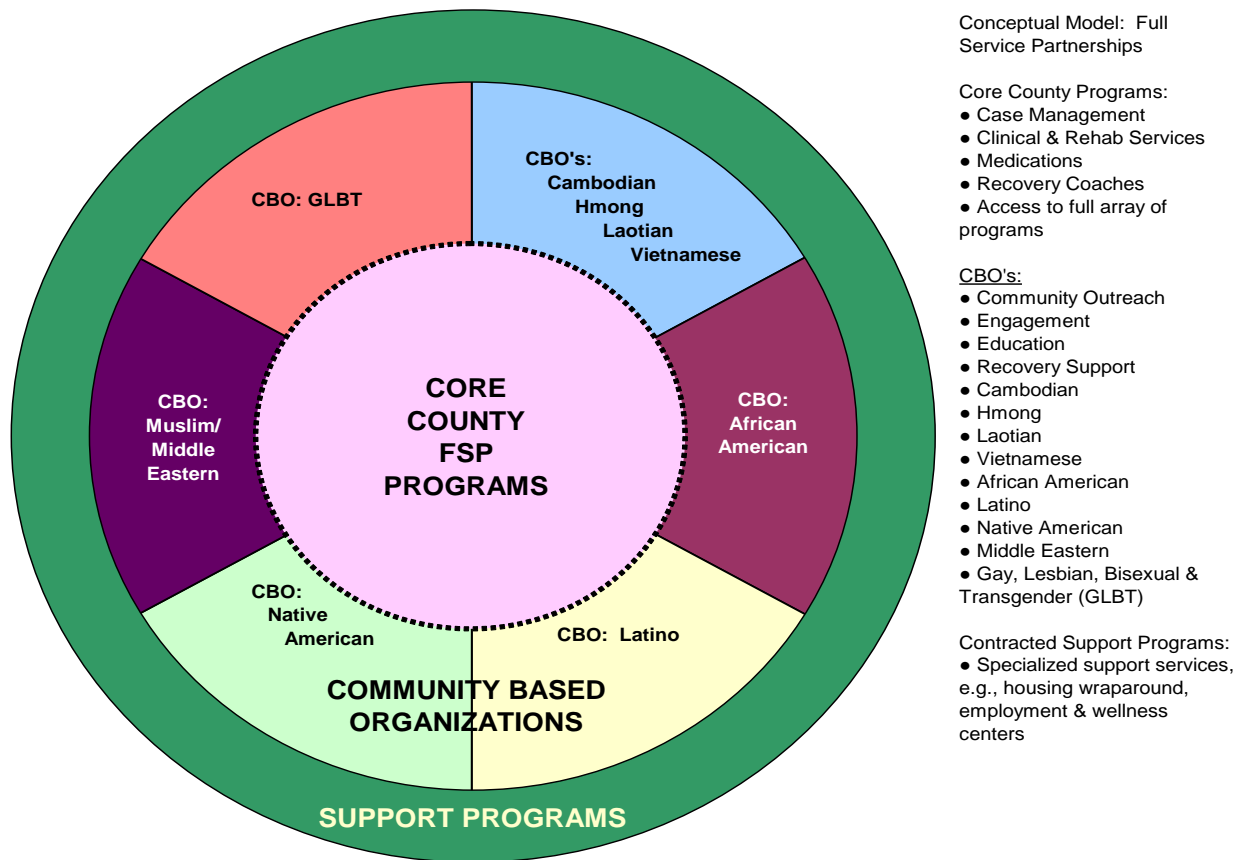 CBO: GLBT
CBO's:
Cambodian
Hmong
Laotian
Vietnamese
CBO:
Muslim/
Middle
Eastern
CORE
COUNTY
FSP
PROGRAMS
CBO:
African
American
CBO:
Native
American
CBO: Latino
COMMUNITY BASED
ORGANIZATIONS
SUPPORT PROGRAMS
Conceptual Model: Full
Service Partnerships
Core County Programs:
● Case Management
● Clinical & Rehab Services
● Medications
● Recovery Coaches
● Access to full array of
programs
CBO's:
● Community Outreach
● Engagement
● Education
● Recovery Support
● Cambodian
● Hmong
● Laotian
● Vietnamese
● African American
● Latino
● Native American
● Middle Eastern
● Gay, Lesbian, Bisexual &
Transgender (GLBT)
Contracted Support Programs:
● Specialized support services,
e.g., housing wraparound,
employment & wellness
centers